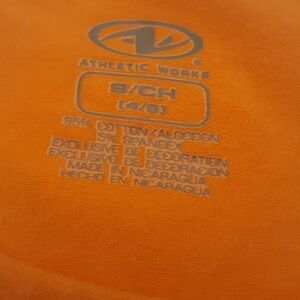 ATHLETIC WORKS
®
S/CH
(4/6)
95% COTTON/ALGODON
5% SPANDEX
EXCLUSIVE OF DECORATION
EXCLUSIVO DE DECORACION
MADE IN NICARAGUA
HECHO EN NICARAGUA